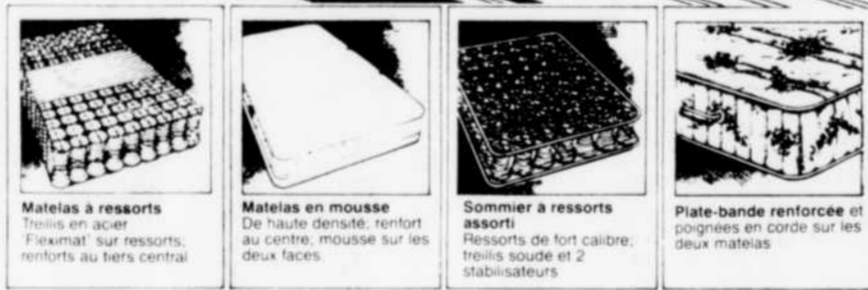 Matelas à ressorts
Treillis en acier
'Fleximat' sur ressorts;
renforts au tiers central
Matelas en mousse
De haute densité; renfort
au centre; mousse sur les
deux faces.
Sommier à ressorts
assorti
Ressorts de fort calibre;
treillis soudé et 2
stabilisateurs
Plate-bande renforcée et
poignées en corde sur les
deux matelas